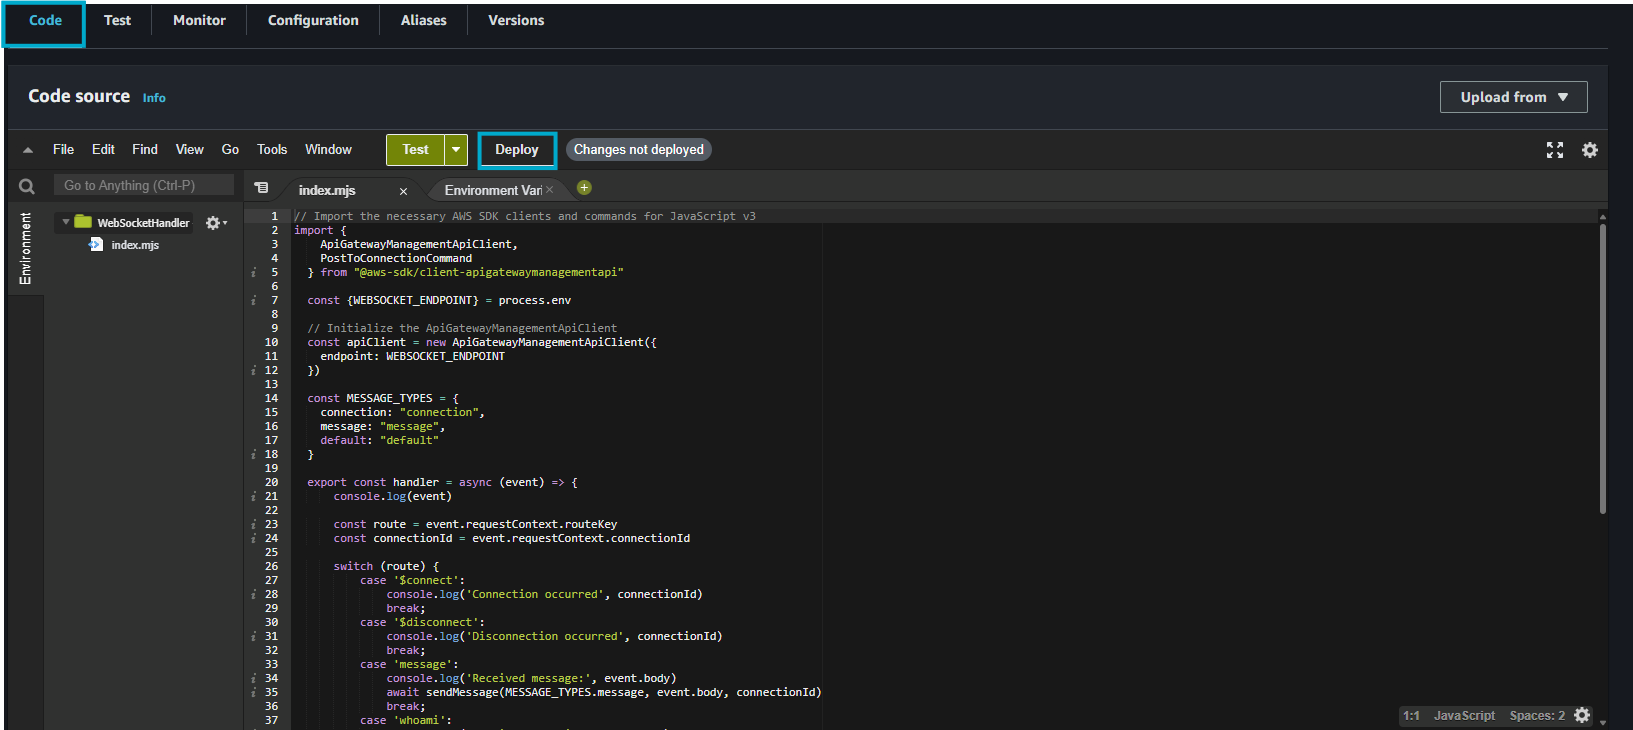 Code Test Monitor Configuration Aliases Versions
Code source Info Upload from
File Edit Find View Go Tools Window Test Deploy Changes not deployed
Go to Anything (Ctrl-P) index.mjs Environment Vari
Environment
WebSocketHandler
index.mjs
1 // Import the necessary AWS SDK clients and commands for JavaScript v3
2 import {
3 ApiGatewayManagementApiClient,
4 PostToConnectionCommand
5 } from "@aws-sdk/client-apigatewaymanagementapi"
6
7 const {WEBSOCKET_ENDPOINT} = process.env
8
9 // Initialize the ApiGatewayManagementApiClient
10 const apiClient = new ApiGatewayManagementApiClient({
11 endpoint: WEBSOCKET_ENDPOINT
12 })
13
14 const MESSAGE_TYPES = {
15 connection: "connection",
16 message: "message",
17 default: "default"
18 }
19
20 export const handler = async (event) => {
21 console.log(event)
22
23 const route = event.requestContext.routeKey
24 const connectionId = event.requestContext.connectionId
25
26 switch (route) {
27 case '$connect':
28 console.log('Connection occurred', connectionId)
29 break;
30 case '$disconnect':
31 console.log('Disconnection occurred', connectionId)
32 break;
33 case 'message':
34 console.log('Received message:', event.body)
35 await sendMessage(MESSAGE_TYPES.message, event.body, connectionId)
36 break;
37 case 'whoami':
1:1 JavaScript Spaces: 2